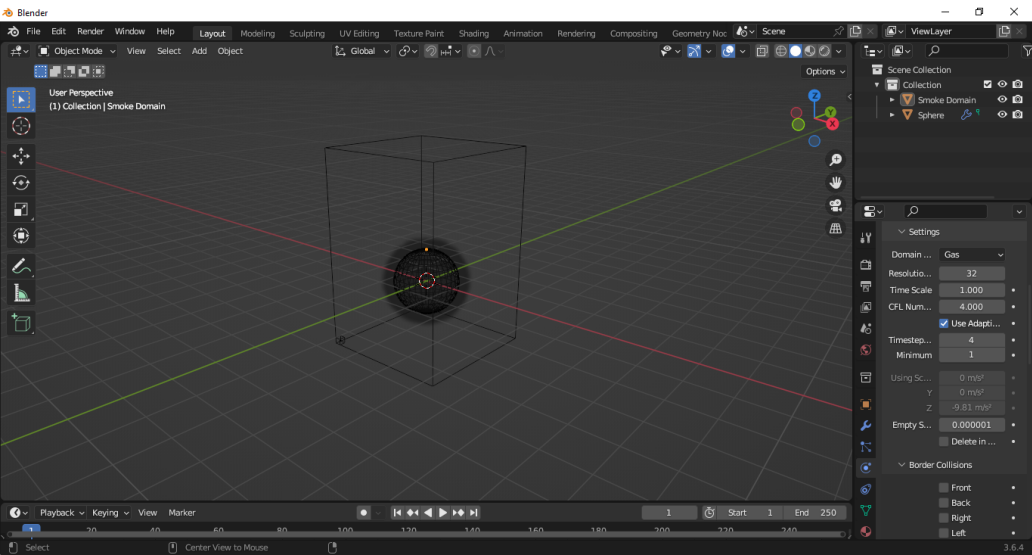 Blender
File Edit Render Window Help Layout Modeling Sculpting UV Editing Texture Paint Shading Animation Rendering Compositing Geometry Noc Scene ViewLayer
Object Mode View Select Add Object Global
Options
User Perspective
(1) Collection | Smoke Domain
Z
Y
X
Scene Collection
Collection
Smoke Domain
Sphere
Settings
Domain ... Gas
Resolutio... 32
Time Scale 1.000
CFL Num... 4.000
Use Adapti...
Timestep... 4
Minimum 1
Using Sc... 0 m/s²
Y 0 m/s²
Z -9.81 m/s²
Empty S... 0.000001
Delete in ...
Border Collisions
Front
Back
Right
Left
Playback Keying View Marker 1 Start 1 End 250
1 20 40 60 80 100 120 140 160 180 200 220 240
Select Center View to Mouse 3.6.4